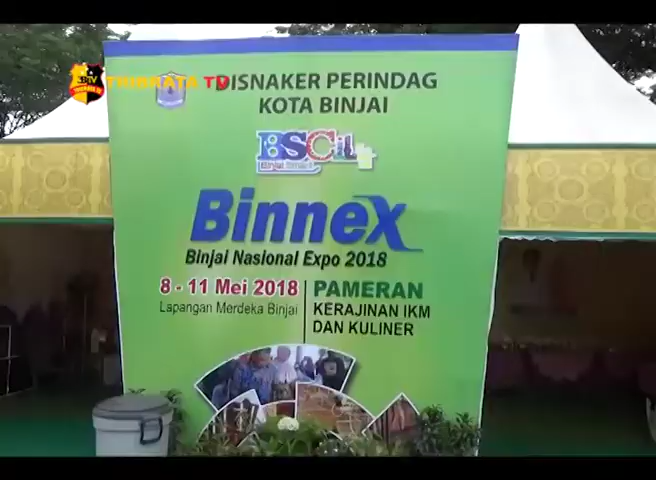 TRIBRATA TV
DISNAKER PERINDAG
KOTA BINJAI
BSCit
Binnex
Binjai Nasional Expo 2018
8 - 11 Mei 2018
Lapangan Merdeka Binjai
PAMERAN
KERAJINAN IKM
DAN KULINER